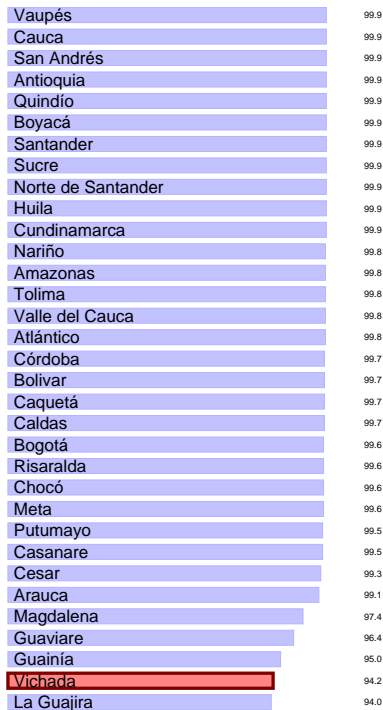 Vaupés 99.9
Cauca 99.9
San Andrés 99.9
Antioquia 99.9
Quindío 99.9
Boyacá 99.9
Santander 99.9
Sucre 99.9
Norte de Santander 99.9
Huila 99.9
Cundinamarca 99.9
Nariño 99.8
Amazonas 99.8
Tolima 99.8
Valle del Cauca 99.8
Atlántico 99.8
Córdoba 99.7
Bolivar 99.7
Caquetá 99.7
Caldas 99.7
Bogotá 99.6
Risaralda 99.6
Chocó 99.6
Meta 99.6
Putumayo 99.5
Casanare 99.5
Cesar 99.3
Arauca 99.1
Magdalena 97.4
Guaviare 96.4
Guainía 95.0
Vichada 94.2
La Guajira 94.0